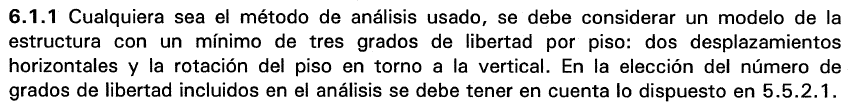 6.1.1 Cualquiera sea el método de análisis usado, se debe considerar un modelo de la
estructura con un mínimo de tres grados de libertad por piso: dos desplazamientos
horizontales y la rotación del piso en torno a la vertical. En la elección del número de
grados de libertad incluidos en el análisis se debe tener en cuenta lo dispuesto en 5.5.2.1.